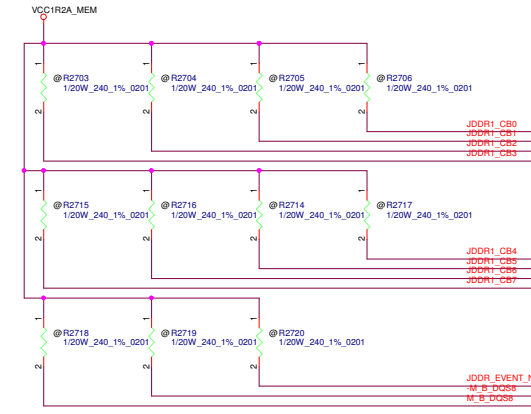 VCC1R2A_MEM
1 1 1 1
@R2703 @R2704 @R2705 @R2706
1/20W_240_1%_0201 1/20W_240_1%_0201 1/20W_240_1%_0201 1/20W_240_1%_0201
2 2 2 2
JDDR1_CB0
JDDR1_CB1
JDDR1_CB2
JDDR1_CB3
1 1 1 1
@R2715 @R2716 @R2714 @R2717
1/20W_240_1%_0201 1/20W_240_1%_0201 1/20W_240_1%_0201 1/20W_240_1%_0201
2 2 2 2
JDDR1_CB4
JDDR1_CB5
JDDR1_CB6
JDDR1_CB7
1 1 1
@R2718 @R2719 @R2720
1/20W_240_1%_0201 1/20W_240_1%_0201 1/20W_240_1%_0201
2 2 2
JDDR_EVENT_N
-M_B_DQS8
M_B_DQS8